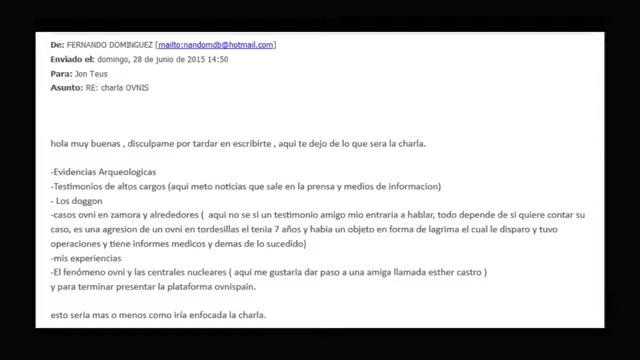 De: FERNANDO DOMINGUEZ [mailto:nandomdb@hotmail.com]
Enviado el: domingo, 28 de junio de 2015 14:50
Para: Jon Teus
Asunto: RE: charla OVNIS
hola muy buenas , disculpame por tardar en escribirte , aqui te dejo de lo que sera la charla.
-Evidencias Arqueologicas
-Testimonios de altos cargos (aqui meto noticias que sale en la prensa y medios de informacion)
- Los doggon
-casos ovni en zamora y alrededores ( aqui no se si un testimonio amigo mio entraria a hablar, todo depende de si quiere contar su
caso, es una agresion de un ovni en tordesillas el tenia 7 años y habia un objeto en forma de lagrima el cual le disparo y tuvo
operaciones y tiene informes medicos y demas de lo sucedido)
-mis experiencias
-El fenómeno ovni y las centrales nucleares ( aqui me gustaria dar paso a una amiga llamada esther castro )
y para terminar presentar la plataforma ovnispain.
esto seria mas o menos como iría enfocada la charla.